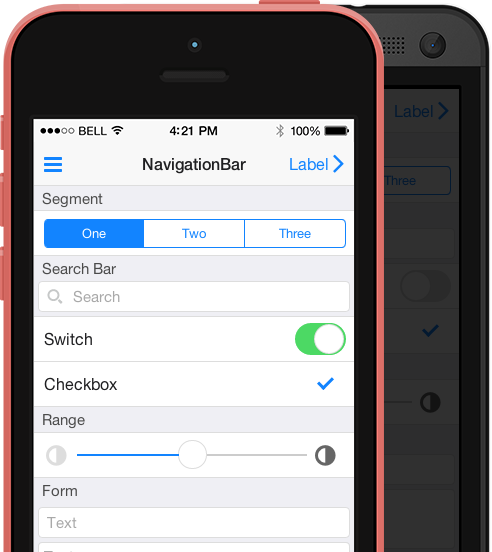 BELL 4:21 PM 100%
NavigationBar Label
Label
Segment
One Two Three
Three
Search Bar
Search
Switch
Checkbox
Range
Form
Text